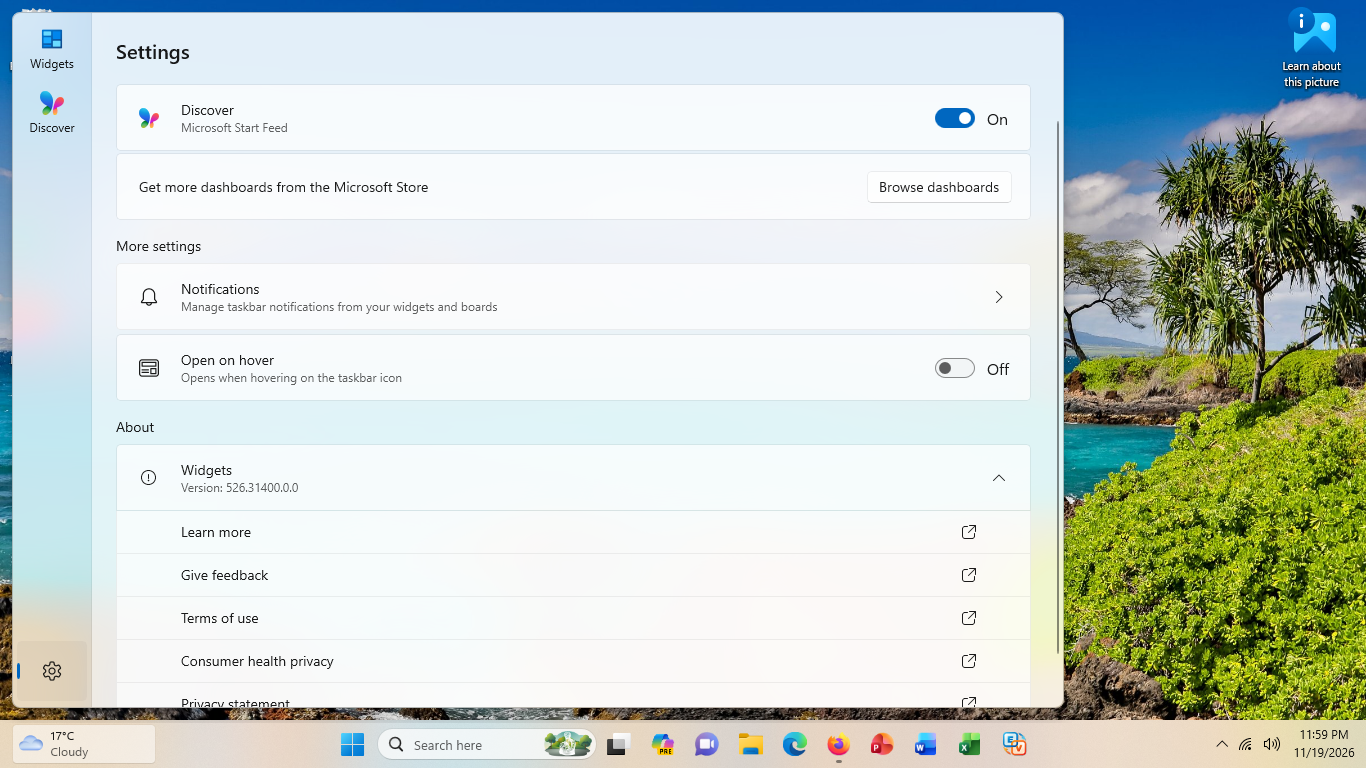 Widgets
Discover
Settings
Discover
Microsoft Start Feed
On
Get more dashboards from the Microsoft Store
Browse dashboards
More settings
Notifications
Manage taskbar notifications from your widgets and boards
Open on hover
Opens when hovering on the taskbar icon
Off
About
Widgets
Version: 526.31400.0.0
Learn more
Give feedback
Terms of use
Consumer health privacy
Privacy statement
Learn about
this picture
17°C
Cloudy
Search here
PRE
11:59 PM
11/19/2026